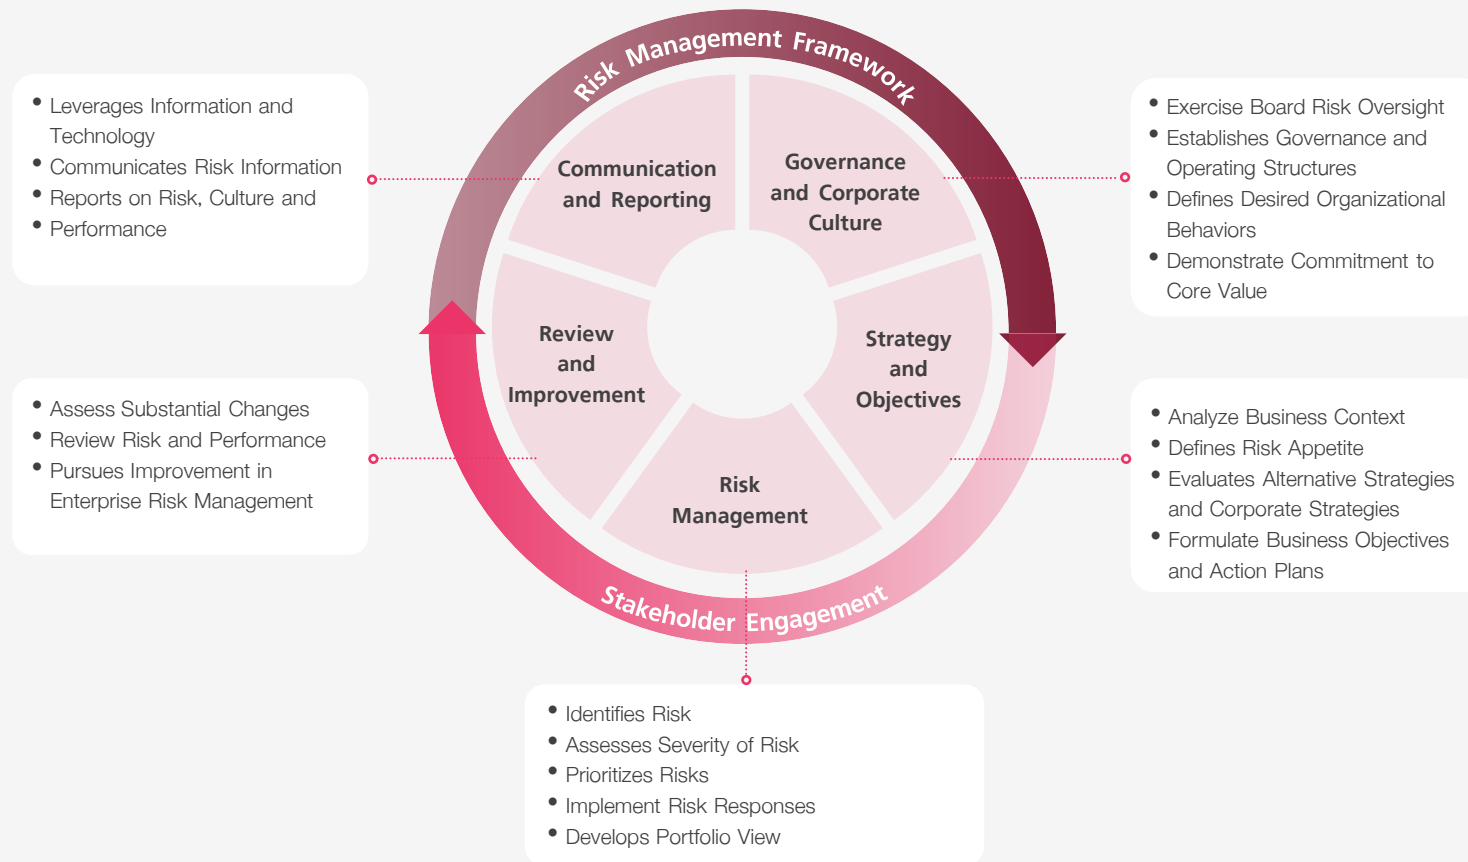 Risk Management Framework
• Leverages Information and
Technology
• Communicates Risk Information
• Reports on Risk, Culture and
• Performance
Communication
and Reporting
Governance
and Corporate
Culture
• Exercise Board Risk Oversight
• Establishes Governance and
Operating Structures
• Defines Desired Organizational
Behaviors
• Demonstrate Commitment to
Core Value
Review
and
Improvement
Strategy
and
Objectives
• Assess Substantial Changes
• Review Risk and Performance
• Pursues Improvement in
Enterprise Risk Management
Risk
Management
• Analyze Business Context
• Defines Risk Appetite
• Evaluates Alternative Strategies
and Corporate Strategies
• Formulate Business Objectives
and Action Plans
Stakeholder Engagement
• Identifies Risk
• Assesses Severity of Risk
• Prioritizes Risks
• Implement Risk Responses
• Develops Portfolio View